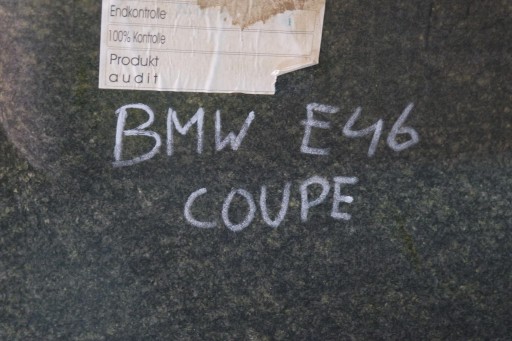 Endkontrolle
100% Kontrolle
Produkt
audit
BMW E46
COUPE